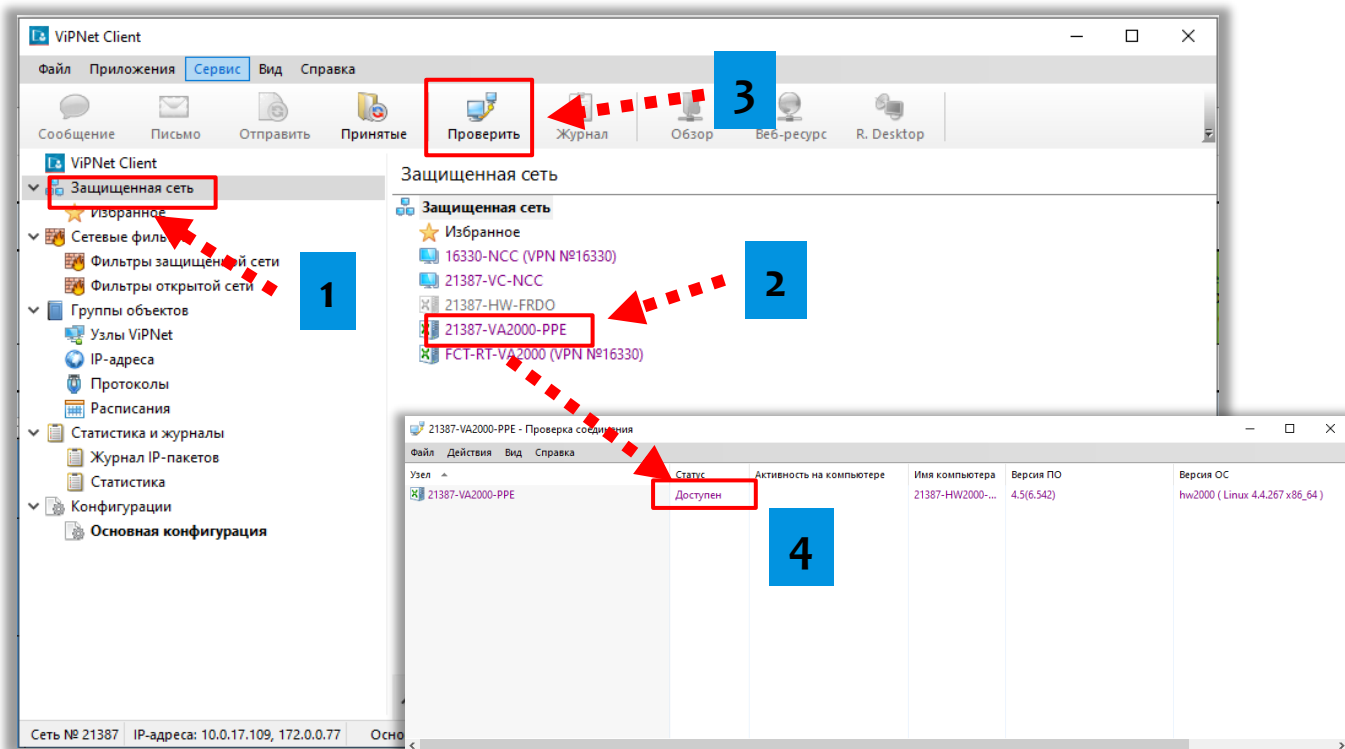 ViPNet Client
Файл Приложения Сервис Вид Справка
Сообщение Письмо Отправить Принятые Проверить Журнал Обзор Веб-ресурс R. Desktop
3
ViPNet Client
Защищенная сеть
Избранное
Сетевые филь
Фильтры защищенной сети
Фильтры открытой сети
Группы объектов
Узлы ViPNet
IP-адреса
Протоколы
Расписания
Статистика и журналы
Журнал IP-пакетов
Статистика
Конфигурации
Основная конфигурация
1
Защищенная сеть
Защищенная сеть
Избранное
16330-NCC (VPN №16330)
21387-VC-NCC
21387-HW-FRDO
21387-VA2000-PPE
FCT-RT-VA2000 (VPN №16330)
2
21387-VA2000-PPE - Проверка соединения
Файл Действия Вид Справка
Узел Статус Активность на компьютере Имя компьютера Версия ПО Версия ОС
21387-VA2000-PPE Доступен 21387-HW2000-... 4.5(6.542) hw2000 ( Linux 4.4.267 x86_64 )
4
Сеть № 21387 IP-адреса: 10.0.17.109, 172.0.0.77 Осно